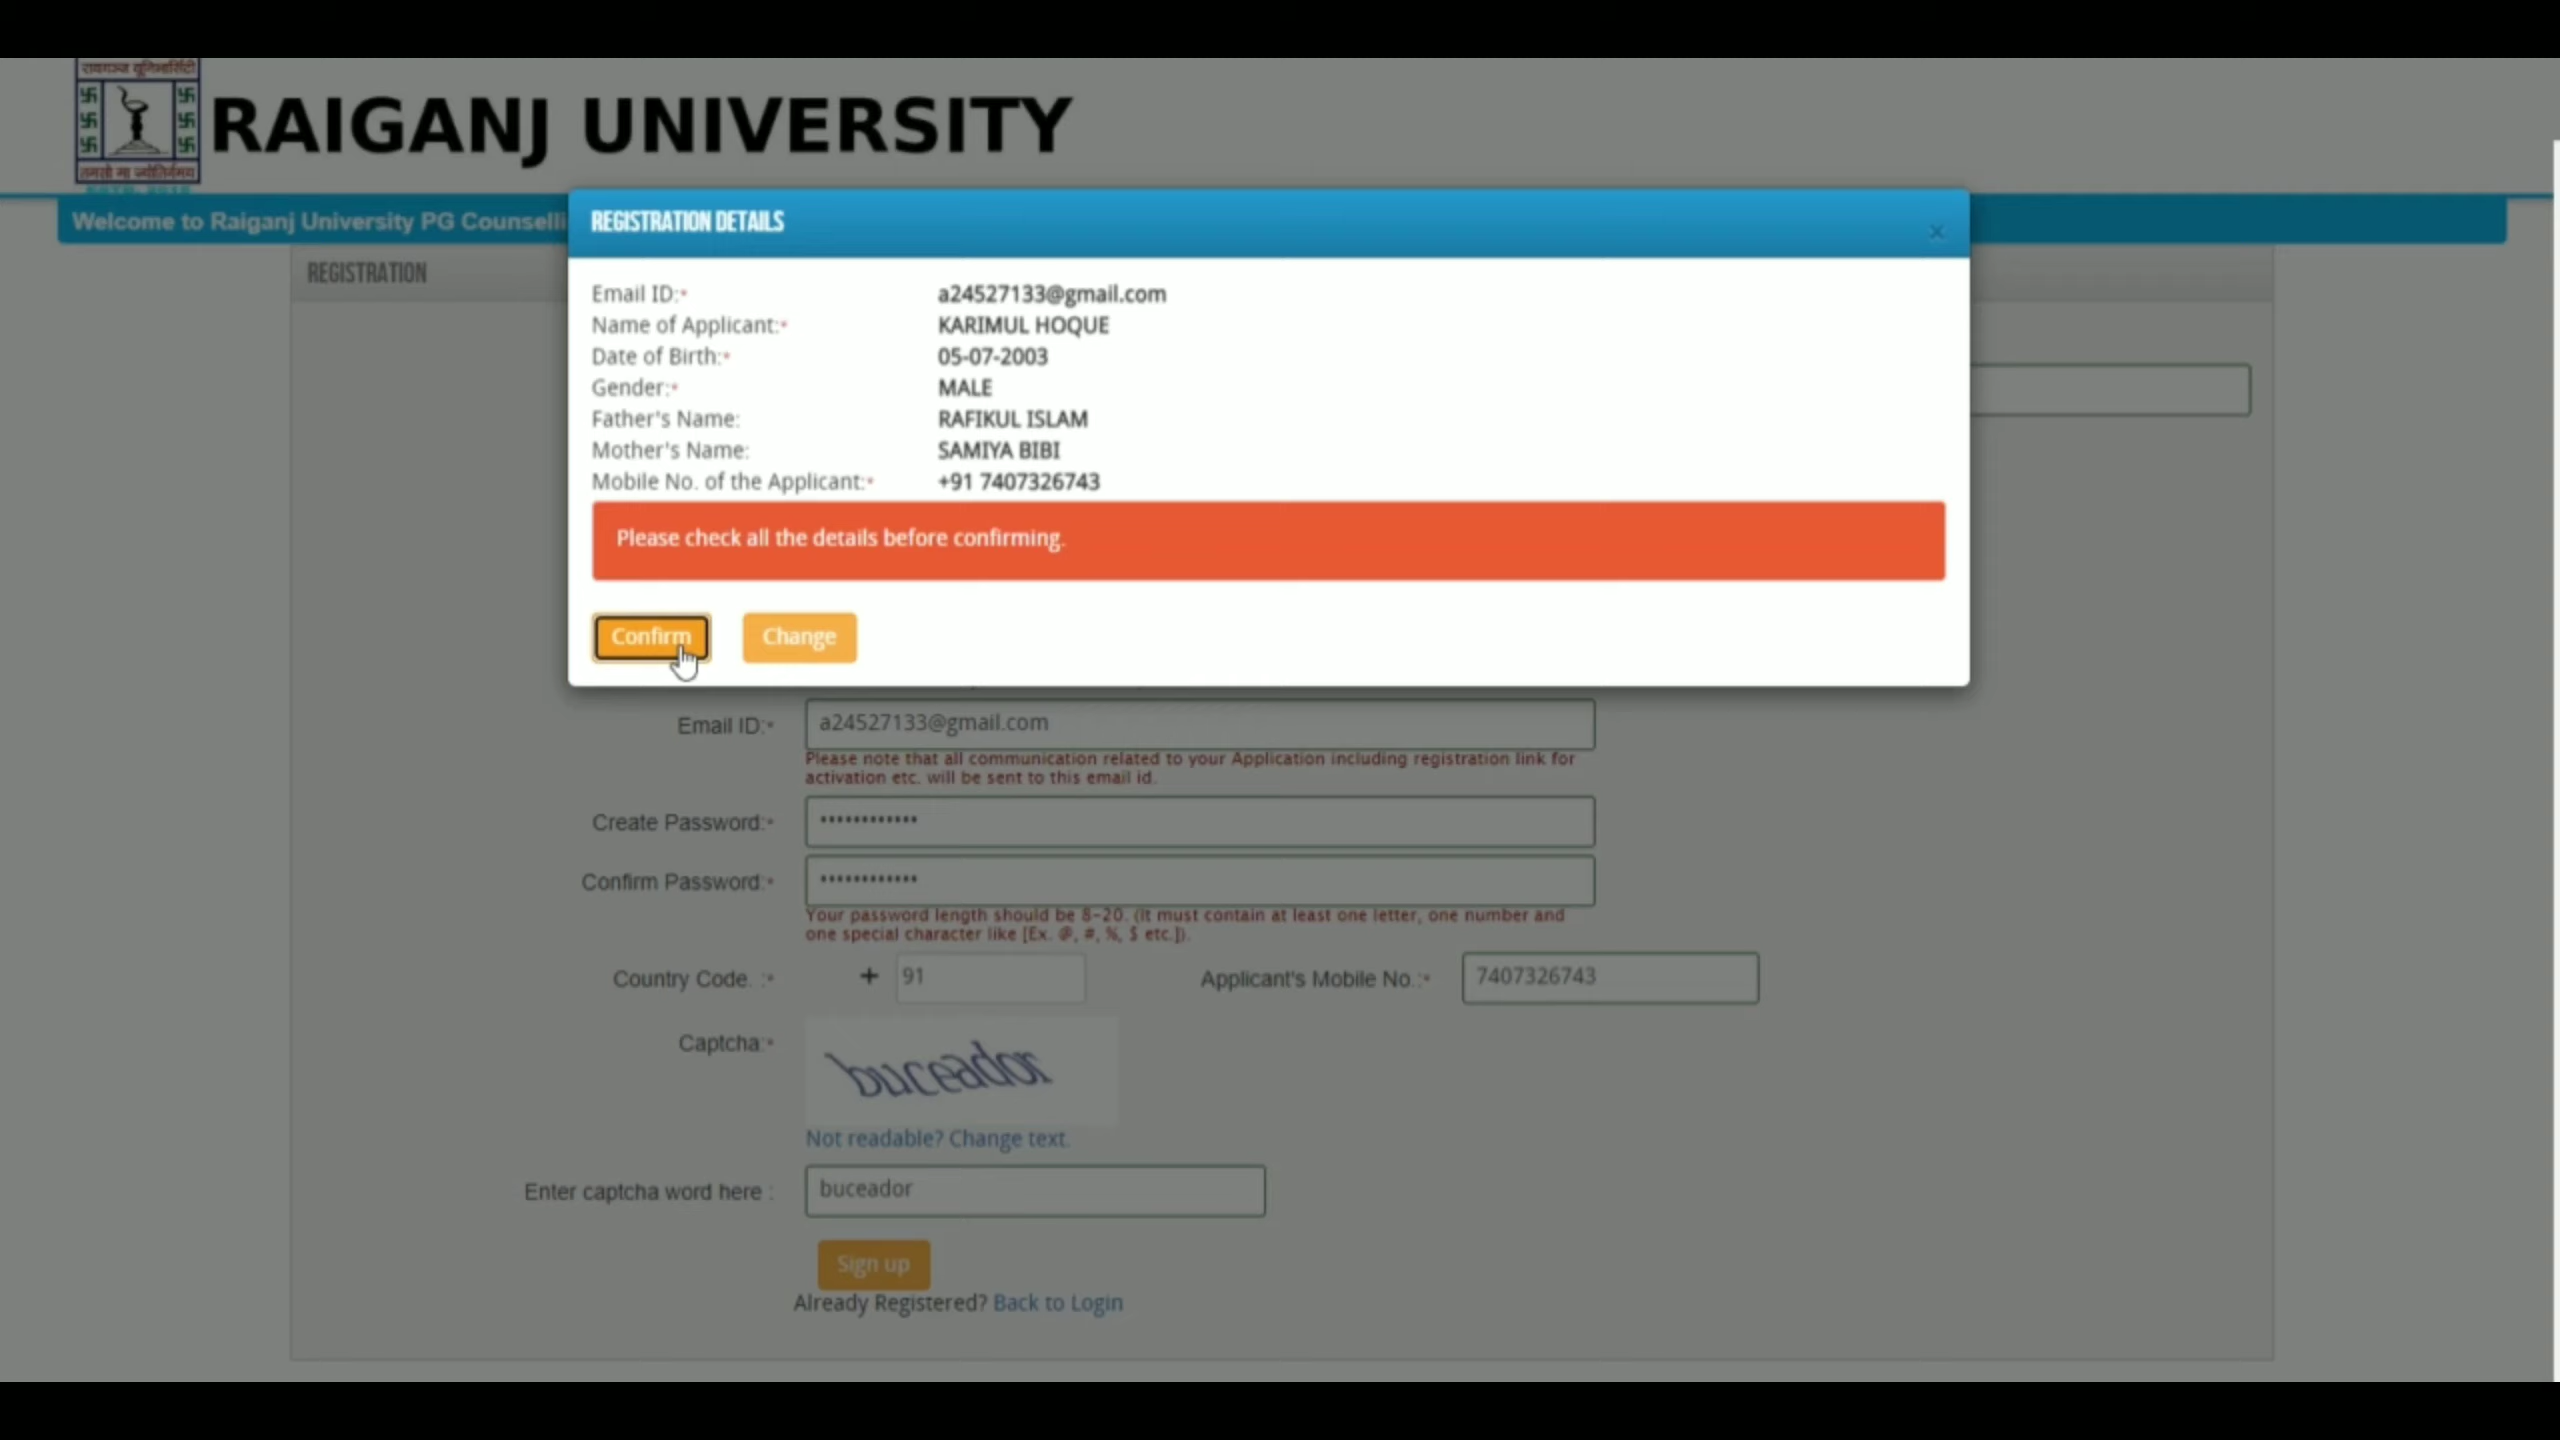 रायगञ्ज यूनिभार्सिटी
तमसो मा ज्योतिर्गमय
RAIGANJ UNIVERSITY
Welcome to Raiganj University PG Counselli
REGISTRATION DETAILS
×
REGISTRATION
Email ID:* a24527133@gmail.com
Name of Applicant:* KARIMUL HOQUE
Date of Birth:* 05-07-2003
Gender:* MALE
Father's Name: RAFIKUL ISLAM
Mother's Name: SAMIYA BIBI
Mobile No. of the Applicant:* +91 7407326743
Please check all the details before confirming.
Confirm Change
Email ID:* a24527133@gmail.com
Please note that all communication related to your Application including registration link for
activation etc. will be sent to this email id.
Create Password:* ••••••••••••
Confirm Password:* ••••••••••••
Your password length should be 8-20. (It must contain at least one letter, one number and
one special character like [Ex. @, #, %, $ etc.]).
Country Code. :* + 91 Applicant's Mobile No.:* 7407326743
Captcha:* buceador
Not readable? Change text.
Enter captcha word here : buceador
Sign up
Already Registered? Back to Login